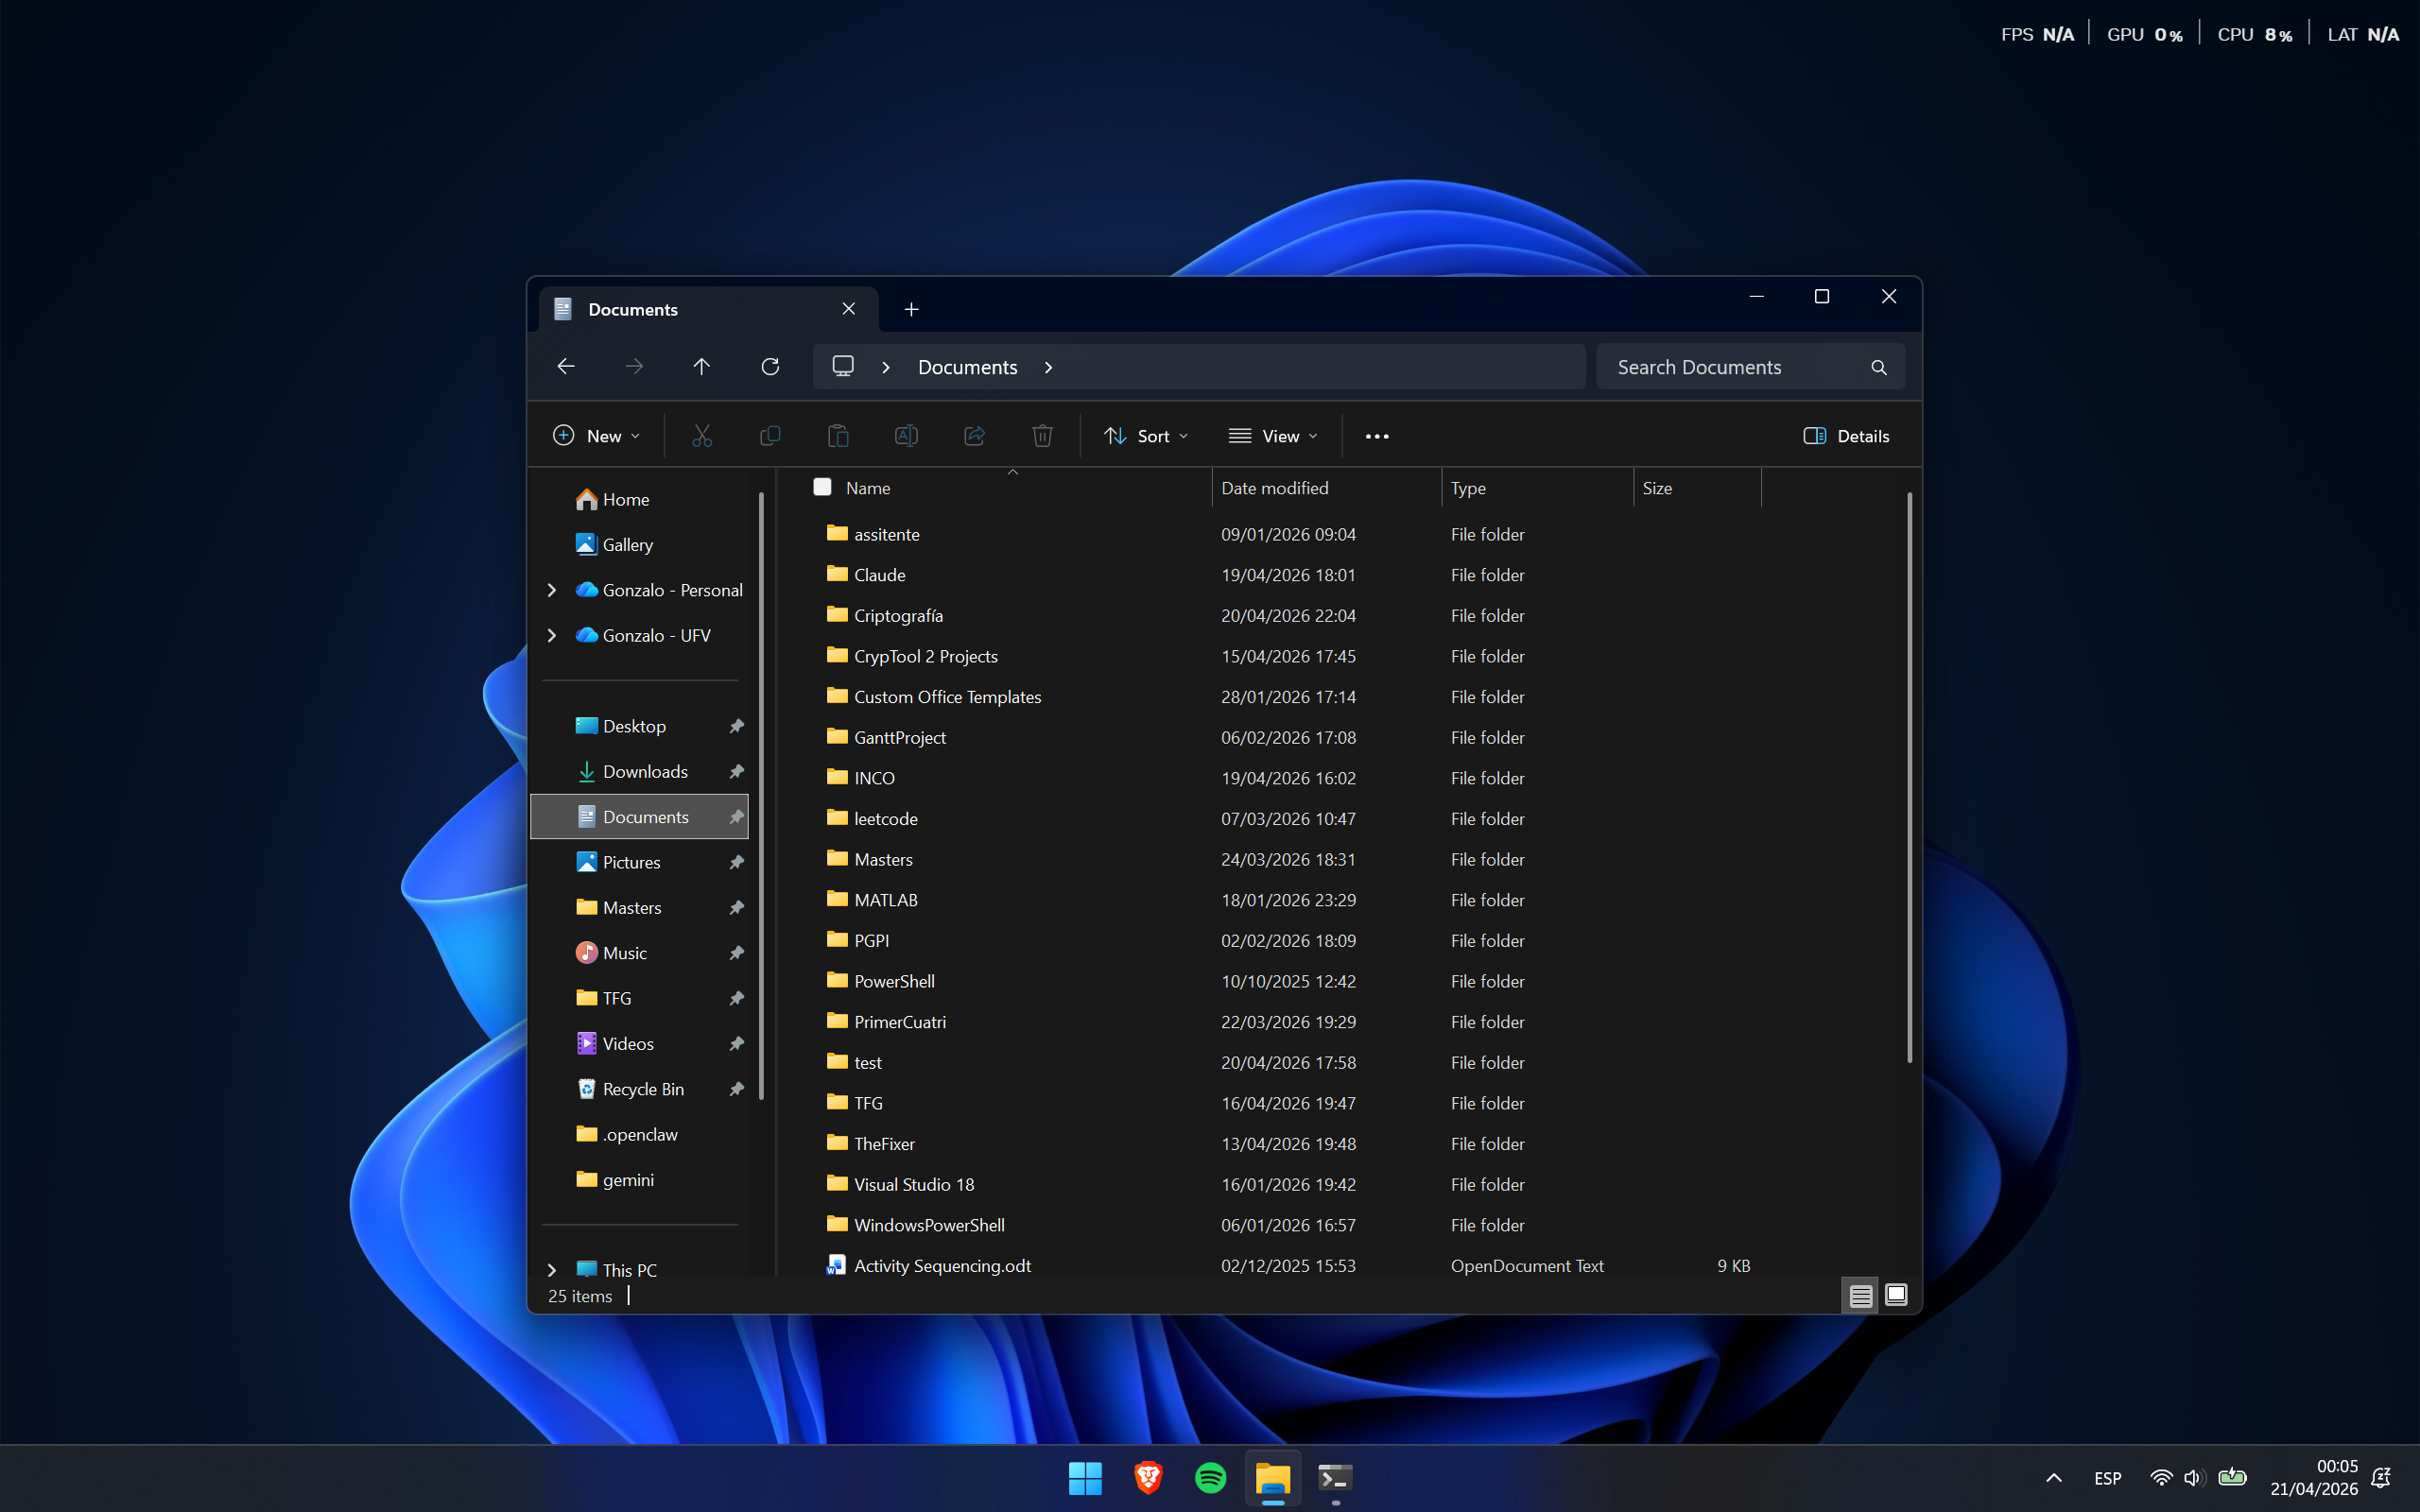 FPS N/A GPU 0% CPU 8% LAT N/A
Documents
Documents
Search Documents
New
Sort
View
Details
Home
Gallery
Gonzalo - Personal
Gonzalo - UFV
Desktop
Downloads
Documents
Pictures
Masters
Music
TFG
Videos
Recycle Bin
.openclaw
gemini
This PC
Name Date modified Type Size
assitente 09/01/2026 09:04 File folder
Claude 19/04/2026 18:01 File folder
Criptografía 20/04/2026 22:04 File folder
CrypTool 2 Projects 15/04/2026 17:45 File folder
Custom Office Templates 28/01/2026 17:14 File folder
GanttProject 06/02/2026 17:08 File folder
INCO 19/04/2026 16:02 File folder
leetcode 07/03/2026 10:47 File folder
Masters 24/03/2026 18:31 File folder
MATLAB 18/01/2026 23:29 File folder
PGPI 02/02/2026 18:09 File folder
PowerShell 10/10/2025 12:42 File folder
PrimerCuatri 22/03/2026 19:29 File folder
test 20/04/2026 17:58 File folder
TFG 16/04/2026 19:47 File folder
TheFixer 13/04/2026 19:48 File folder
Visual Studio 18 16/01/2026 19:42 File folder
WindowsPowerShell 06/01/2026 16:57 File folder
Activity Sequencing.odt 02/12/2025 15:53 OpenDocument Text 9 KB
25 items
ESP
00:05
21/04/2026